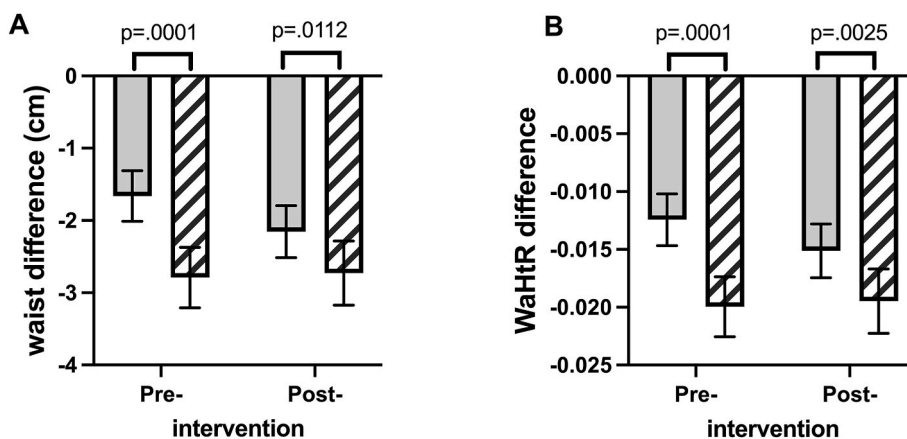 A
p=.0001
p=.0112
waist difference (cm)
0
-1
-2
-3
-4
Pre-
Post-
intervention
B
p=.0001
p=.0025
WaHtR difference
0.000
-0.005
-0.010
-0.015
-0.020
-0.025
Pre-
Post-
intervention